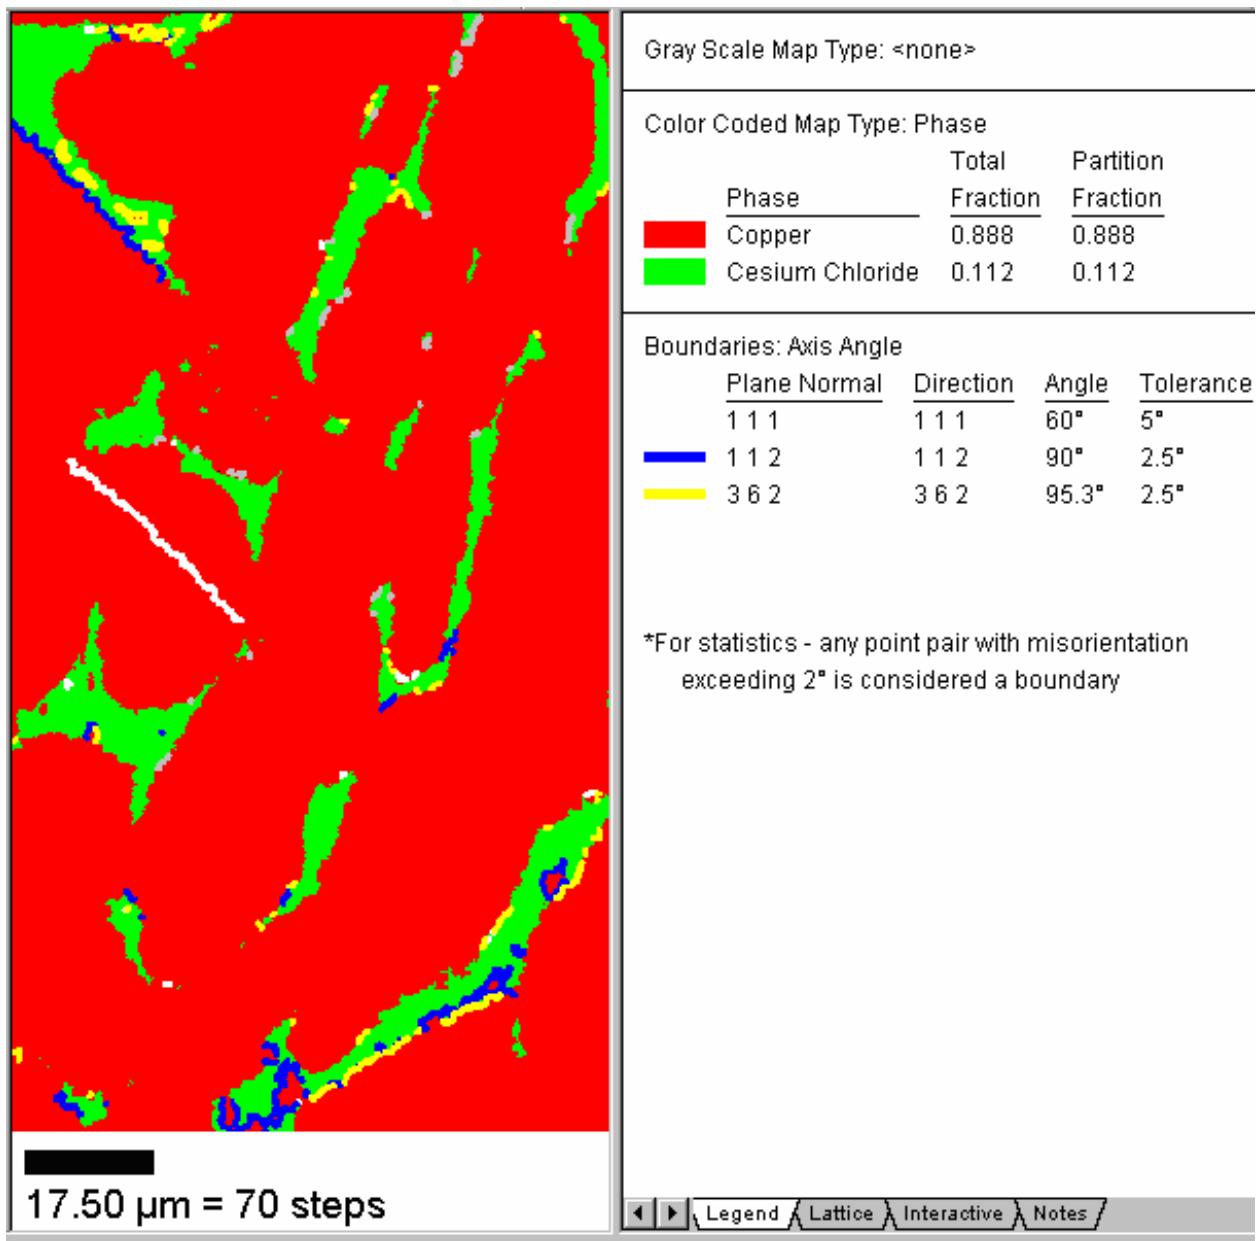 Gray Scale Map Type: <none>
Color Coded Map Type: Phase
Total Partition
Phase Fraction Fraction
Copper 0.888 0.888
Cesium Chloride 0.112 0.112
Boundaries: Axis Angle
Plane Normal Direction Angle Tolerance
1 1 1 1 1 1 60° 5°
1 1 2 1 1 2 90° 2.5°
3 6 2 3 6 2 95.3° 2.5°
*For statistics - any point pair with misorientation
exceeding 2° is considered a boundary
17.50 µm = 70 steps
Legend Lattice Interactive Notes